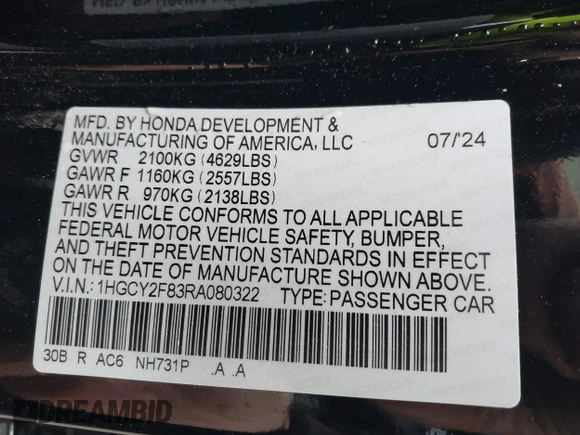 MFD. BY HONDA DEVELOPMENT &
MANUFACTURING OF AMERICA, LLC 07/'24
GVWR 2100KG (4629LBS)
GAWR F 1160KG (2557LBS)
GAWR R 970KG (2138LBS)
THIS VEHICLE CONFORMS TO ALL APPLICABLE
FEDERAL MOTOR VEHICLE SAFETY, BUMPER,
AND THEFT PREVENTION STANDARDS IN EFFECT
ON THE DATE OF MANUFACTURE SHOWN ABOVE.
V.I.N.: 1HGCY2F83RA080322 TYPE: PASSENGER CAR
30B R AC6 NH731P .A .A
DREAMBID